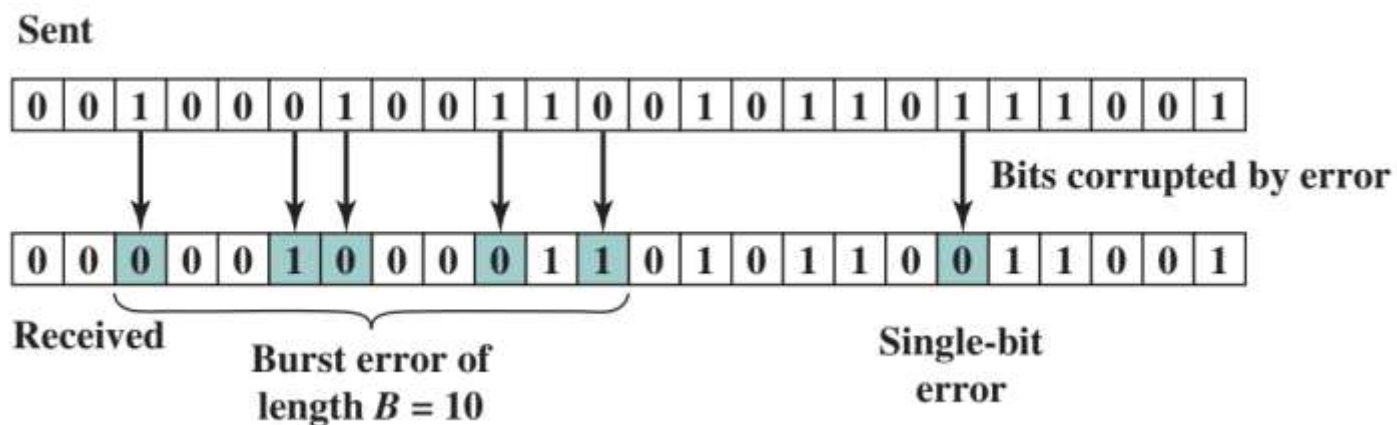 Sent
0 0 1 0 0 0 1 0 0 1 1 0 0 1 0 1 1 0 1 1 1 0 0 1
Bits corrupted by error
0 0 0 0 0 1 0 0 0 0 1 1 0 1 0 1 1 0 0 1 1 0 0 1
Received
Burst error of
length B = 10
Single-bit
error